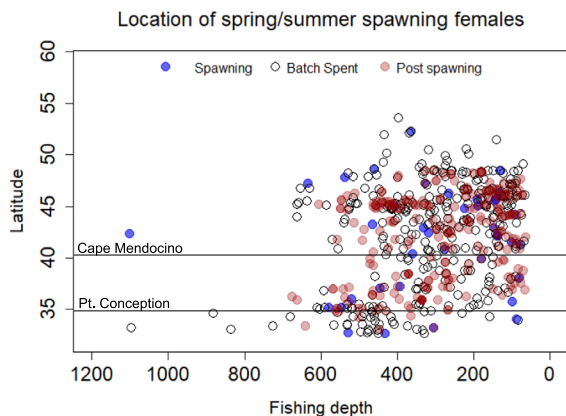 Location of spring/summer spawning females
Spawning Batch Spent Post spawning
Latitude
60
55
50
45
40
35
Cape Mendocino
Pt. Conception
1200 1000 800 600 400 200 0
Fishing depth